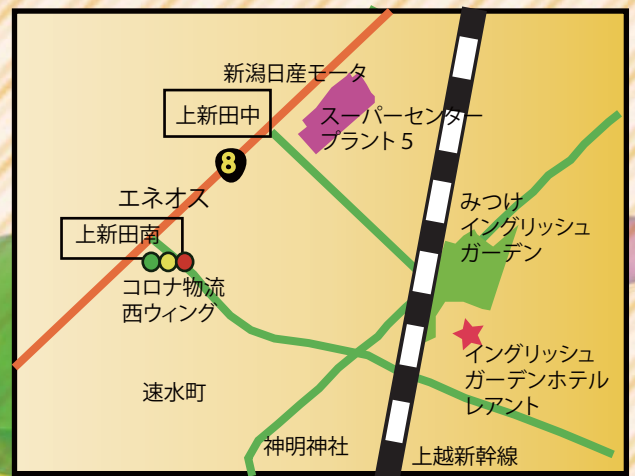 新潟日産モータ
上新田中
スーパーセンター
プラント5
8
エネオス
みつけ
イングリッシュ
ガーデン
上新田南
コロナ物流
西ウィング
イングリッシュ
ガーデンホテル
レアント
速水町
神明神社
上越新幹線